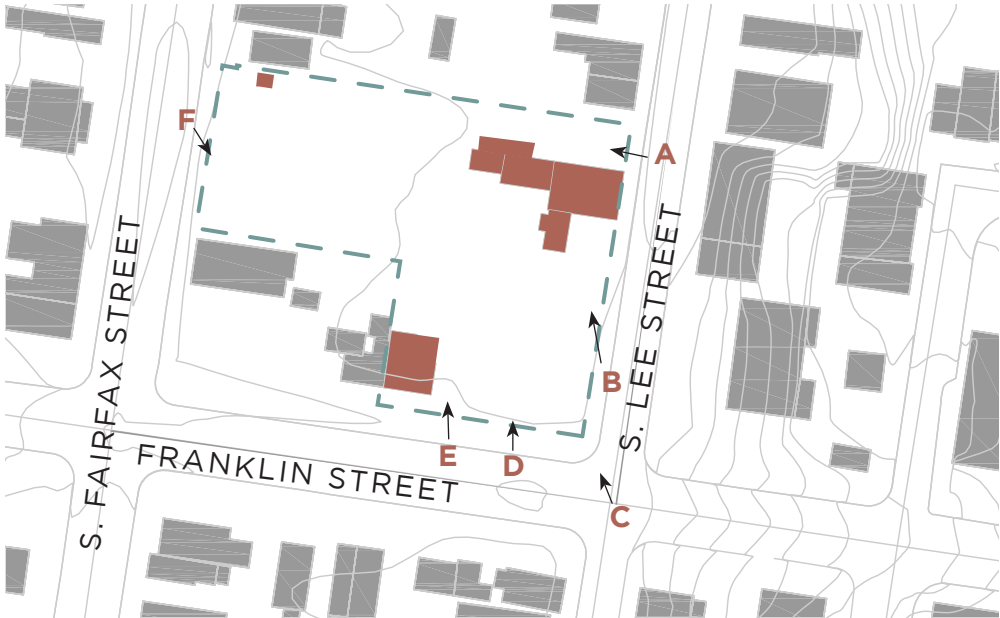 F
A
S. FAIRFAX STREET
S. LEE STREET
B
E
D
FRANKLIN STREET
C